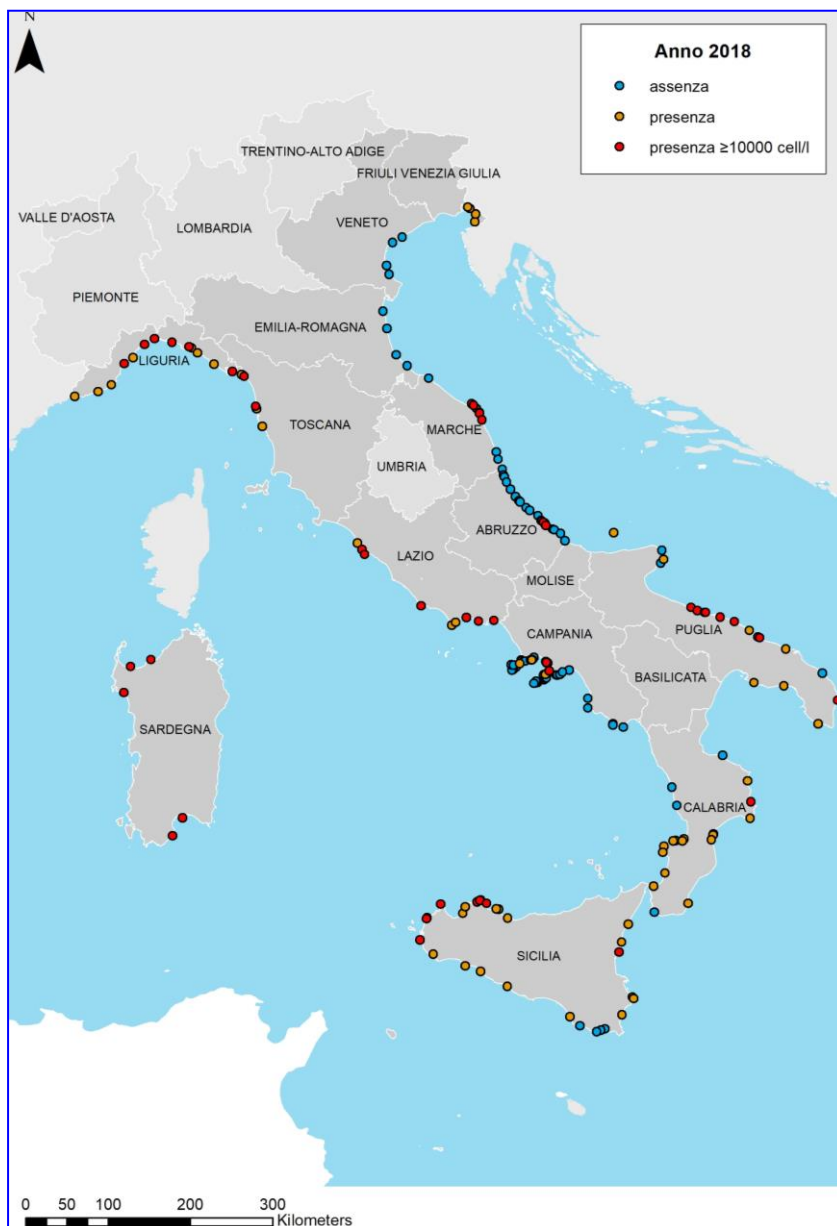 N
Anno 2018
assenza
presenza
presenza ≥10000 cell/l
TRENTINO-ALTO ADIGE
FRIULI VENEZIA GIULIA
VALLE D'AOSTA
LOMBARDIA
VENETO
PIEMONTE
EMILIA-ROMAGNA
LIGURIA
TOSCANA
MARCHE
UMBRIA
ABRUZZO
LAZIO
MOLISE
CAMPANIA
PUGLIA
BASILICATA
SARDEGNA
CALABRIA
SICILIA
0 50 100 200 300
Kilometers